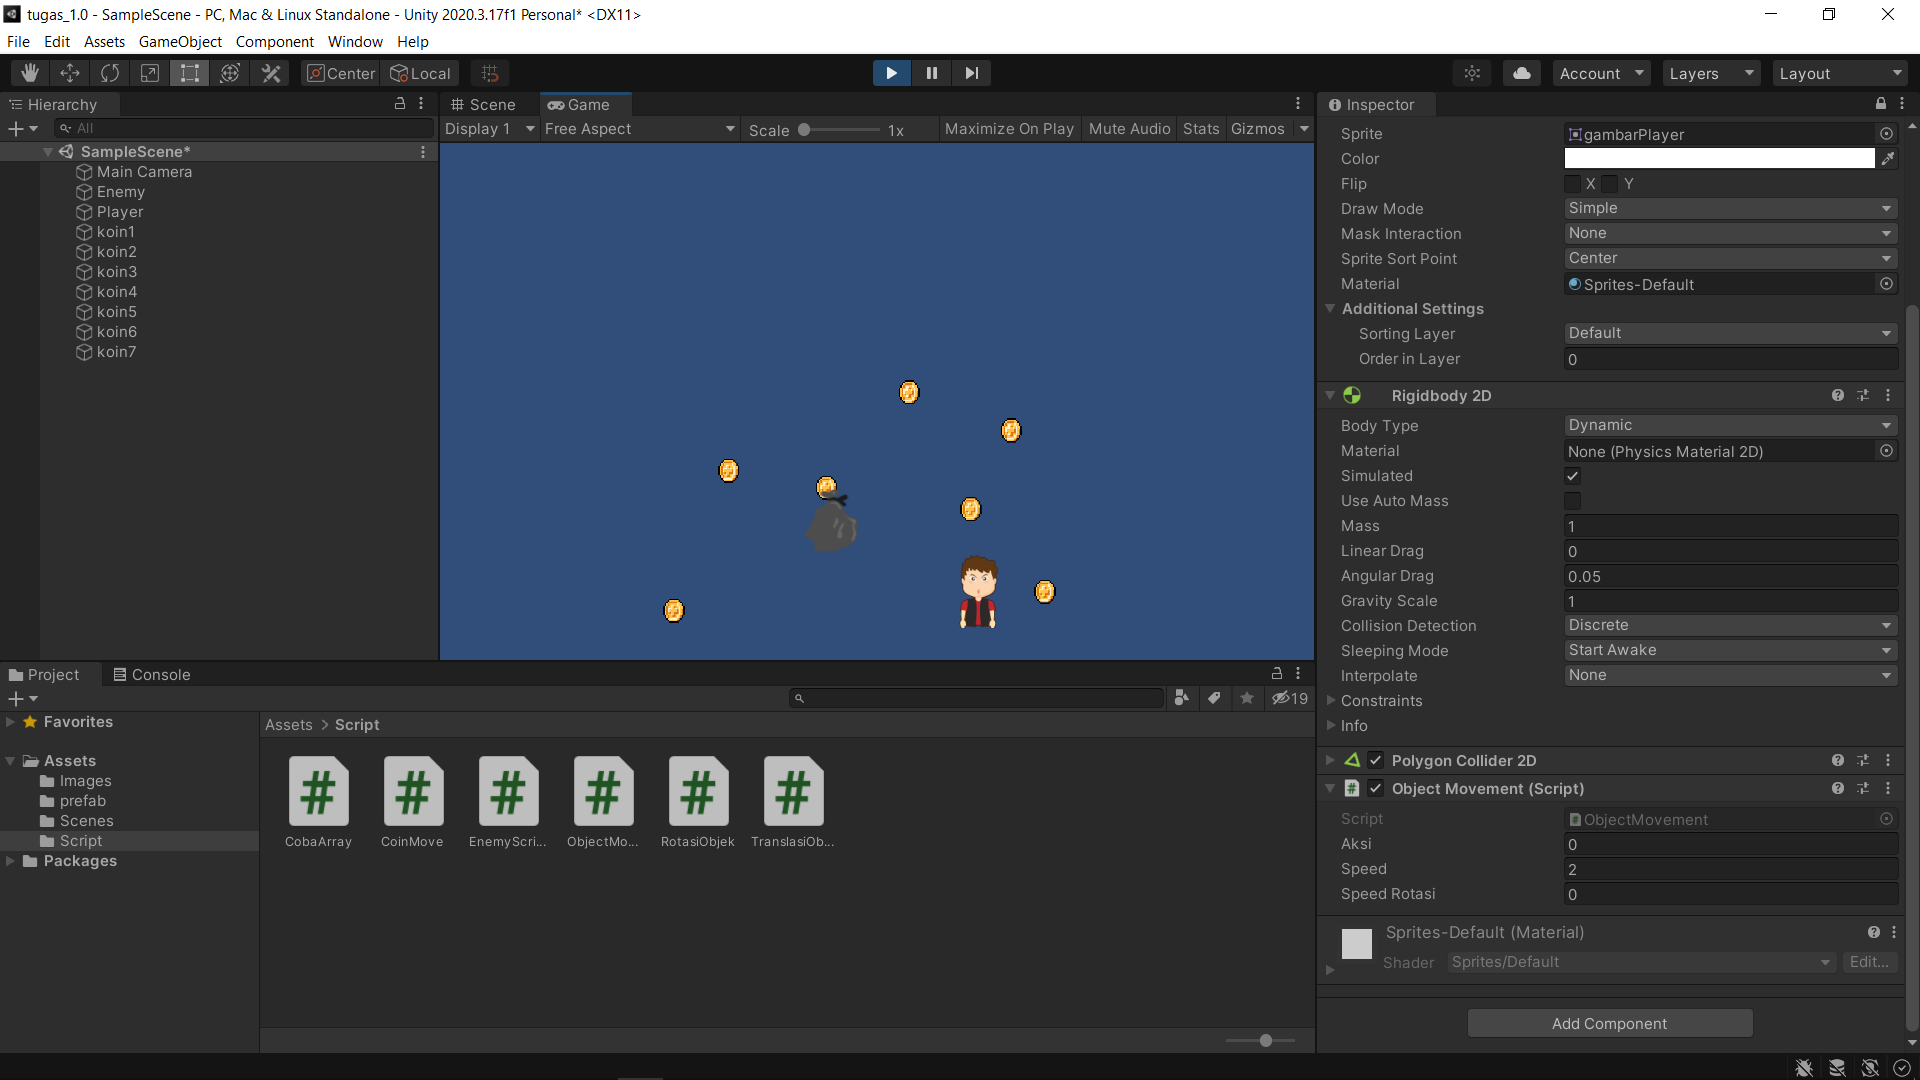 tugas_1.0 - SampleScene - PC, Mac & Linux Standalone - Unity 2020.3.17f1 Personal* <DX11>
File Edit Assets GameObject Component Window Help
Center Local Account Layers Layout
Hierarchy
All
SampleScene*
Main Camera
Enemy
Player
koin1
koin2
koin3
koin4
koin5
koin6
koin7
Scene Game
Display 1 Free Aspect Scale 1x Maximize On Play Mute Audio Stats Gizmos
Project Console
19
Favorites
Assets
Images
prefab
Scenes
Script
Packages
Assets > Script
CobaArray CoinMove EnemyScri... ObjectMo... RotasiObjek TranslasiOb...
Inspector
Sprite gambarPlayer
Color
Flip X Y
Draw Mode Simple
Mask Interaction None
Sprite Sort Point Center
Material Sprites-Default
Additional Settings
Sorting Layer Default
Order in Layer 0
Rigidbody 2D
Body Type Dynamic
Material None (Physics Material 2D)
Simulated
Use Auto Mass
Mass 1
Linear Drag 0
Angular Drag 0.05
Gravity Scale 1
Collision Detection Discrete
Sleeping Mode Start Awake
Interpolate None
Constraints
Info
Polygon Collider 2D
Object Movement (Script)
Script ObjectMovement
Aksi 0
Speed 2
Speed Rotasi 0
Sprites-Default (Material)
Shader Sprites/Default Edit...
Add Component